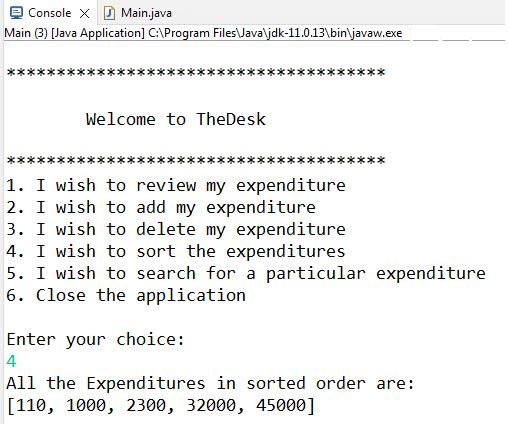 Console Main.java
Main (3) [Java Application] C:\Program Files\Java\jdk-11.0.13\bin\javaw.exe
**************************************
Welcome to TheDesk
**************************************
1. I wish to review my expenditure
2. I wish to add my expenditure
3. I wish to delete my expenditure
4. I wish to sort the expenditures
5. I wish to search for a particular expenditure
6. Close the application
Enter your choice:
4
All the Expenditures in sorted order are:
[110, 1000, 2300, 32000, 45000]